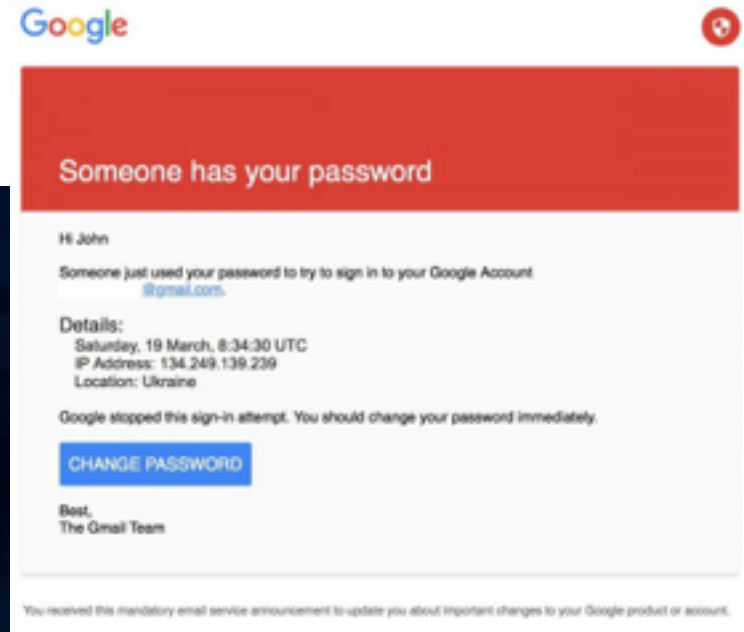 Google
Someone has your password
Hi John
Someone just used your password to try to sign in to your Google Account
@gmail.com.
Details:
Saturday, 19 March, 8:34:30 UTC
IP Address: 134.249.139.239
Location: Ukraine
Google stopped this sign-in attempt. You should change your password immediately.
CHANGE PASSWORD
Best,
The Gmail Team
You received this mandatory email service announcement to update you about important changes to your Google product or account.